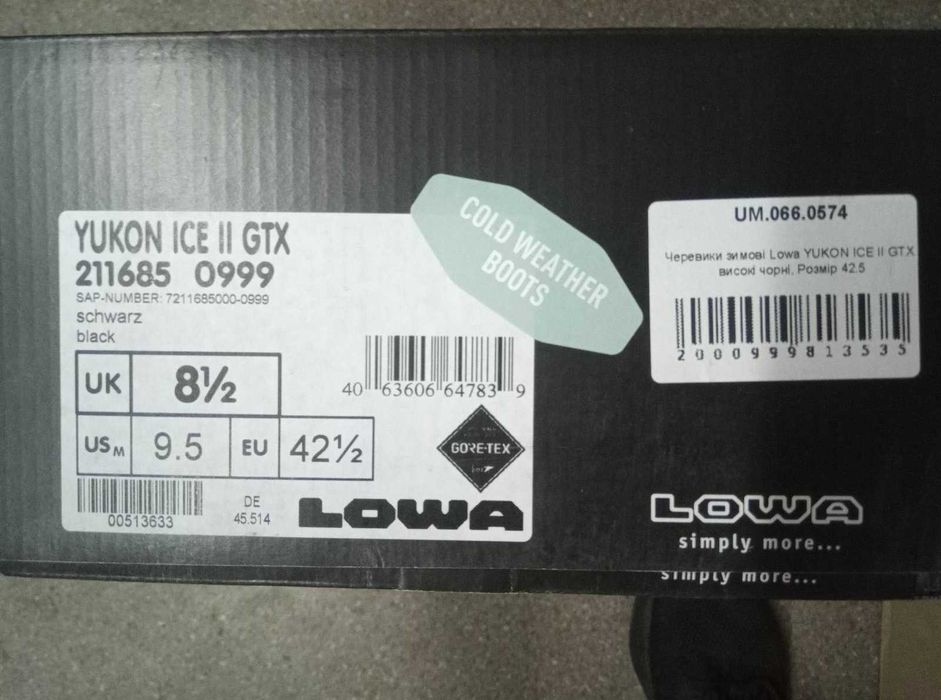 YUKON ICE II GTX
211685 0999
SAP-NUMBER: 7211685000-0999
schwarz
black
UK 8½
US M 9.5 EU 42½
00513633
DE
45.514
40 63606 64783 9
GORE-TEX
LOWA
COLD WEATHER
BOOTS
UM.066.0574
Черевики зимові Lowa YUKON ICE II GTX
високі чорні, Розмір 42.5
2000999813535
LOWA
simply more...
simply more...